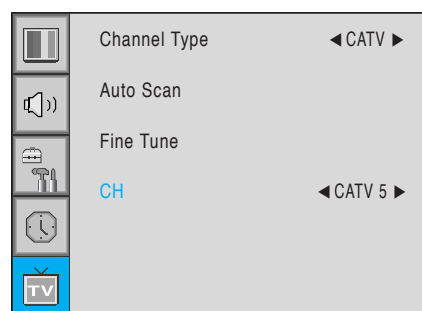 Channel Type ◀ CATV ▶
Auto Scan
Fine Tune
CH ◀ CATV 5 ▶
TV